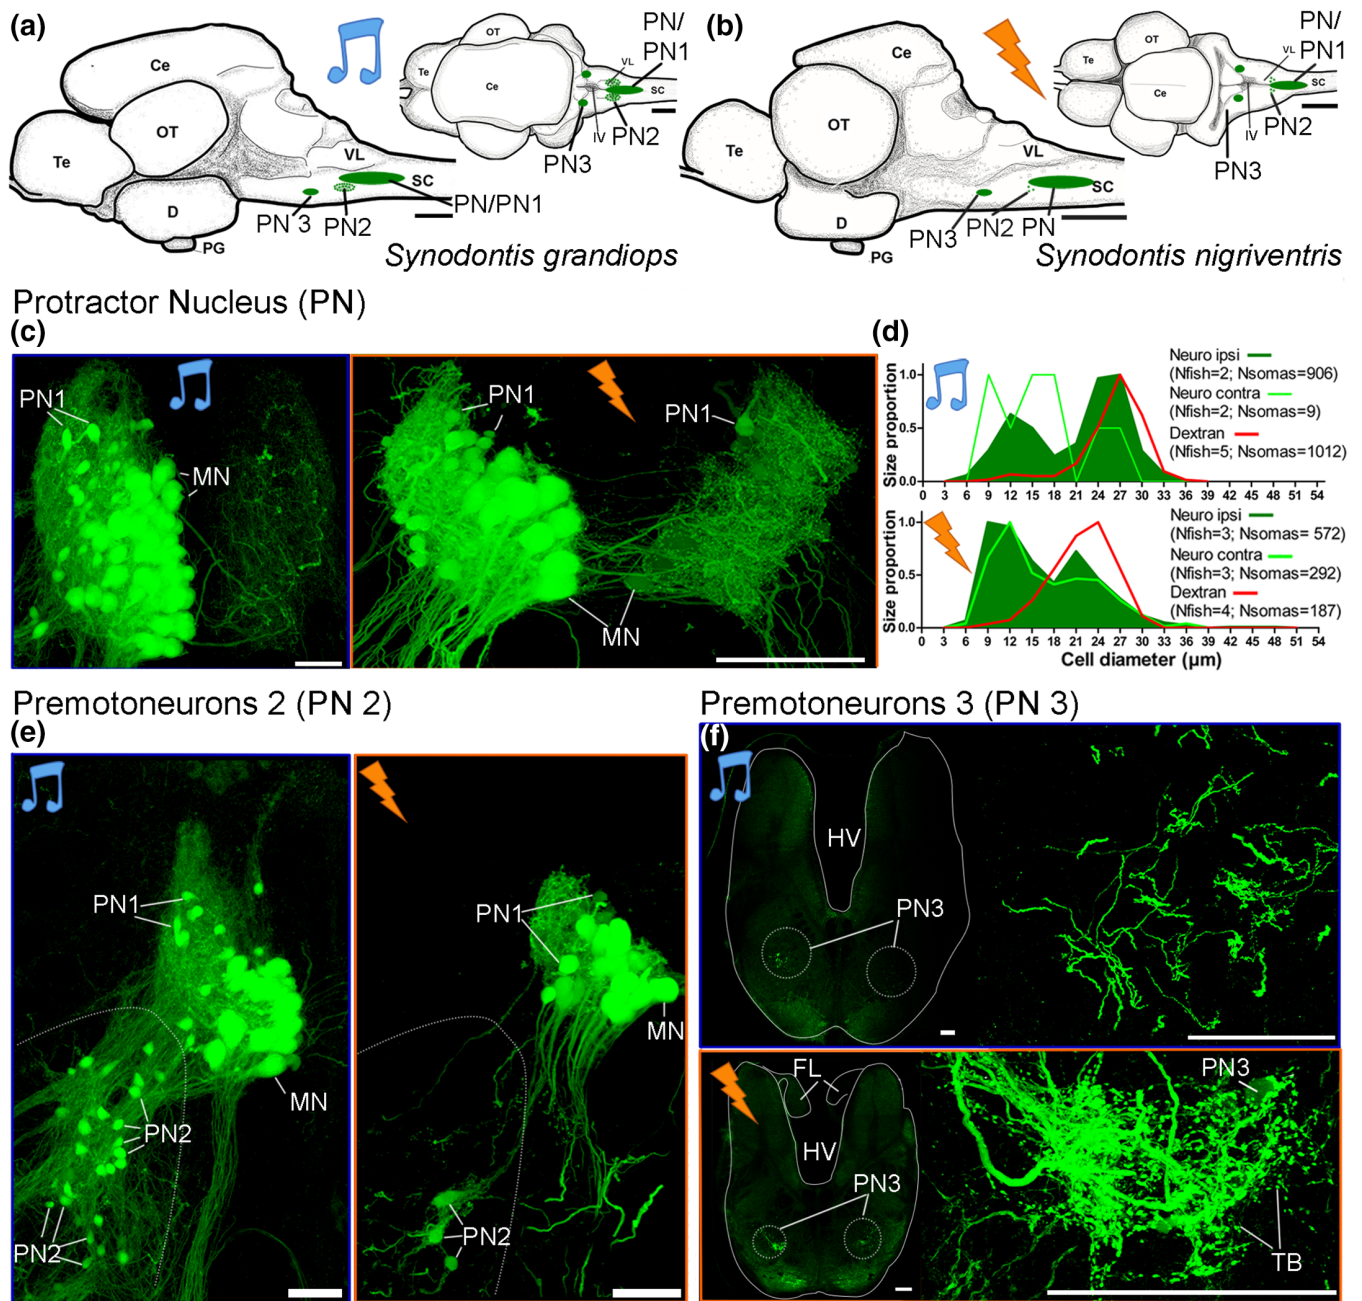 (a)
Ce
OT
Te
D
PG
VL
SC
PN 3
PN2
PN/PN1
OT
Te
Ce
VL
SC
IV
PN/
PN1
PN2
PN3
Synodontis grandiops
(b)
Ce
OT
Te
D
PG
VL
SC
PN3
PN2
PN
OT
Te
Ce
VL
SC
IV
PN/
PN1
PN2
PN3
Synodontis nigriventris
Protractor Nucleus (PN)
(c)
PN1
MN
PN1
PN1
MN
(d)
Size proportion
1.0
0.5
0.0
0 3 6 9 12 15 18 21 24 27 30 33 36 39 42 45 48 51 54
Neuro ipsi
(Nfish=2; Nsomas=906)
Neuro contra
(Nfish=2; Nsomas=9)
Dextran
(Nfish=5; Nsomas=1012)
Size proportion
1.0
0.5
0.0
0 3 6 9 12 15 18 21 24 27 30 33 36 39 42 45 48 51 54
Cell diameter (µm)
Neuro ipsi
(Nfish=3; Nsomas= 572)
Neuro contra
(Nfish=3; Nsomas=292)
Dextran
(Nfish=4; Nsomas=187)
Premotoneurons 2 (PN 2)
(e)
PN1
MN
PN2
PN2
PN1
MN
PN2
Premotoneurons 3 (PN 3)
(f)
HV
PN3
FL
HV
PN3
PN3
TB